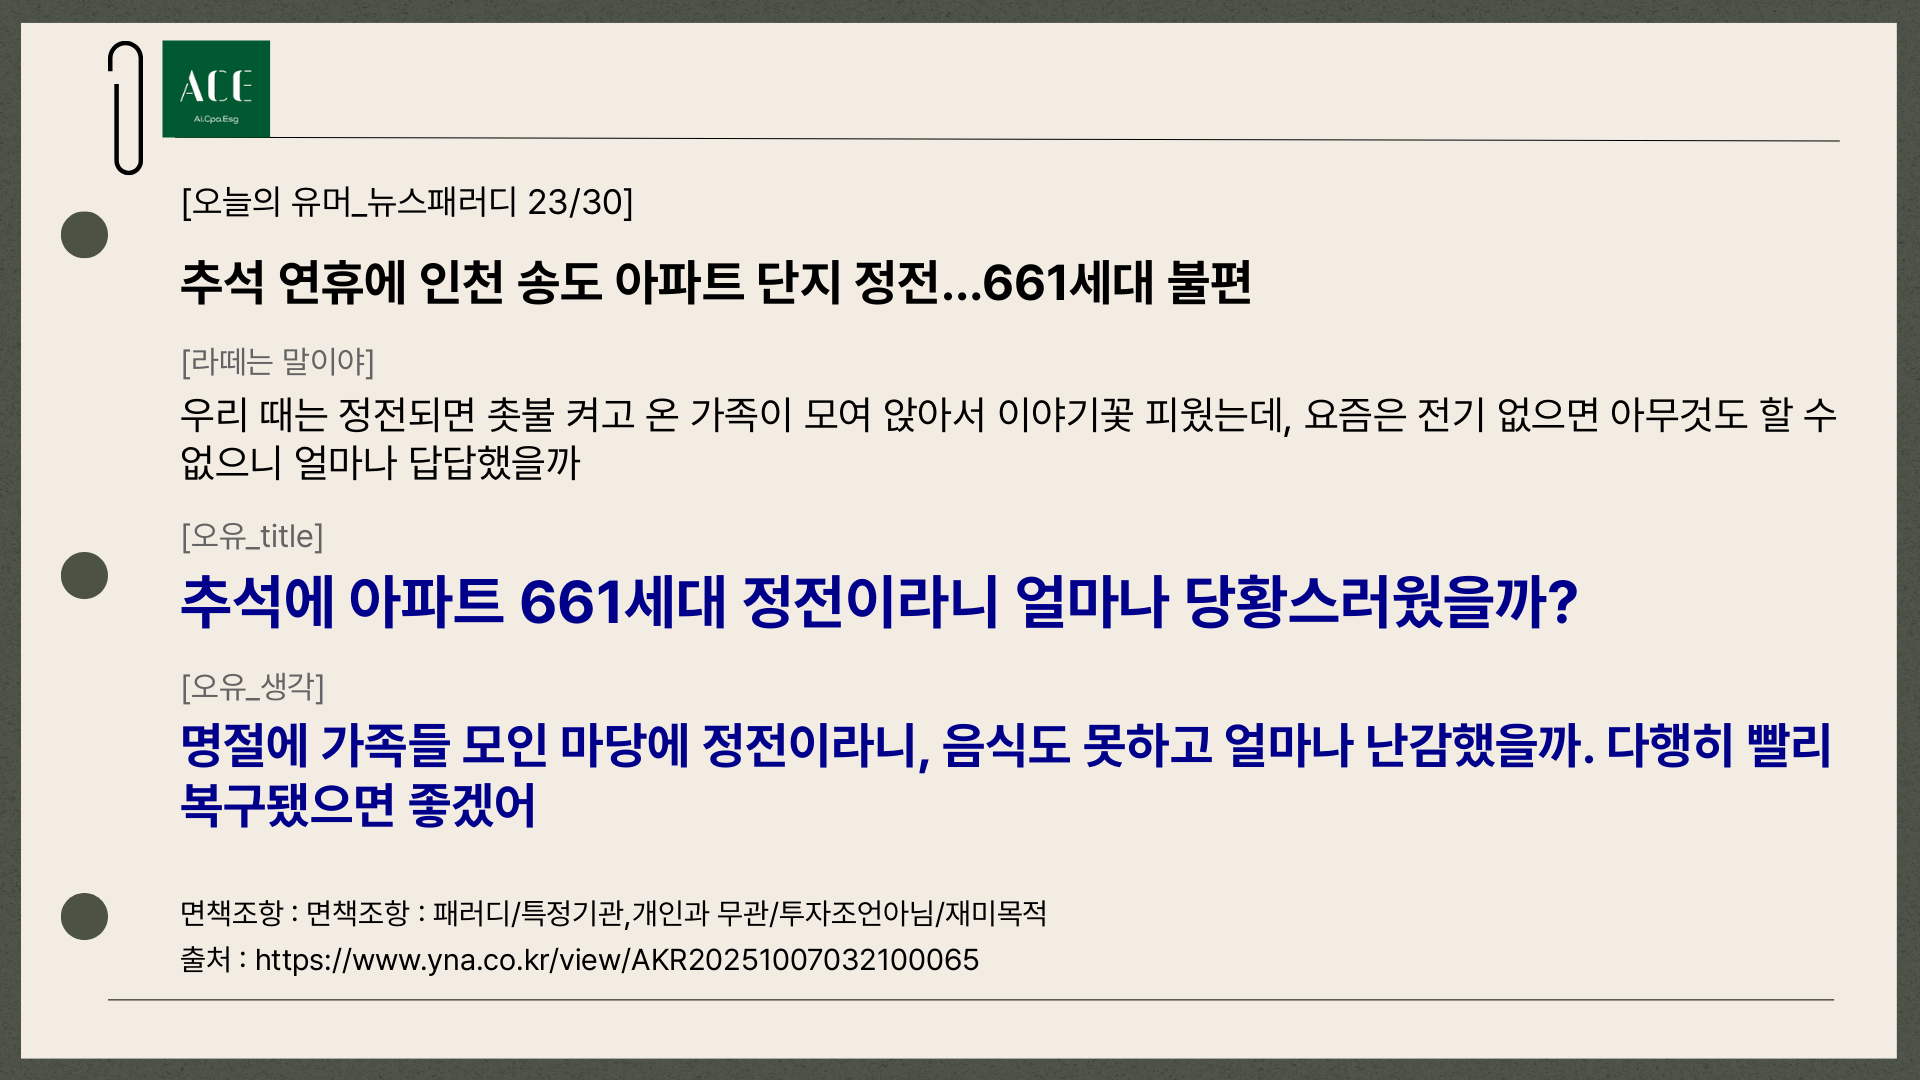 ACE
Ai.Cpa.Esg
[오늘의 유머_뉴스패러디 23/30]
추석 연휴에 인천 송도 아파트 단지 정전...661세대 불편
[라떼는 말이야]
우리 때는 정전되면 촛불 켜고 온 가족이 모여 앉아서 이야기꽃 피웠는데, 요즘은 전기 없으면 아무것도 할 수
없으니 얼마나 답답했을까
[오유_title]
추석에 아파트 661세대 정전이라니 얼마나 당황스러웠을까?
[오유_생각]
명절에 가족들 모인 마당에 정전이라니, 음식도 못하고 얼마나 난감했을까. 다행히 빨리
복구됐으면 좋겠어
면책조항 : 면책조항 : 패러디/특정기관,개인과 무관/투자조언아님/재미목적
출처 : https://www.yna.co.kr/view/AKR20251007032100065